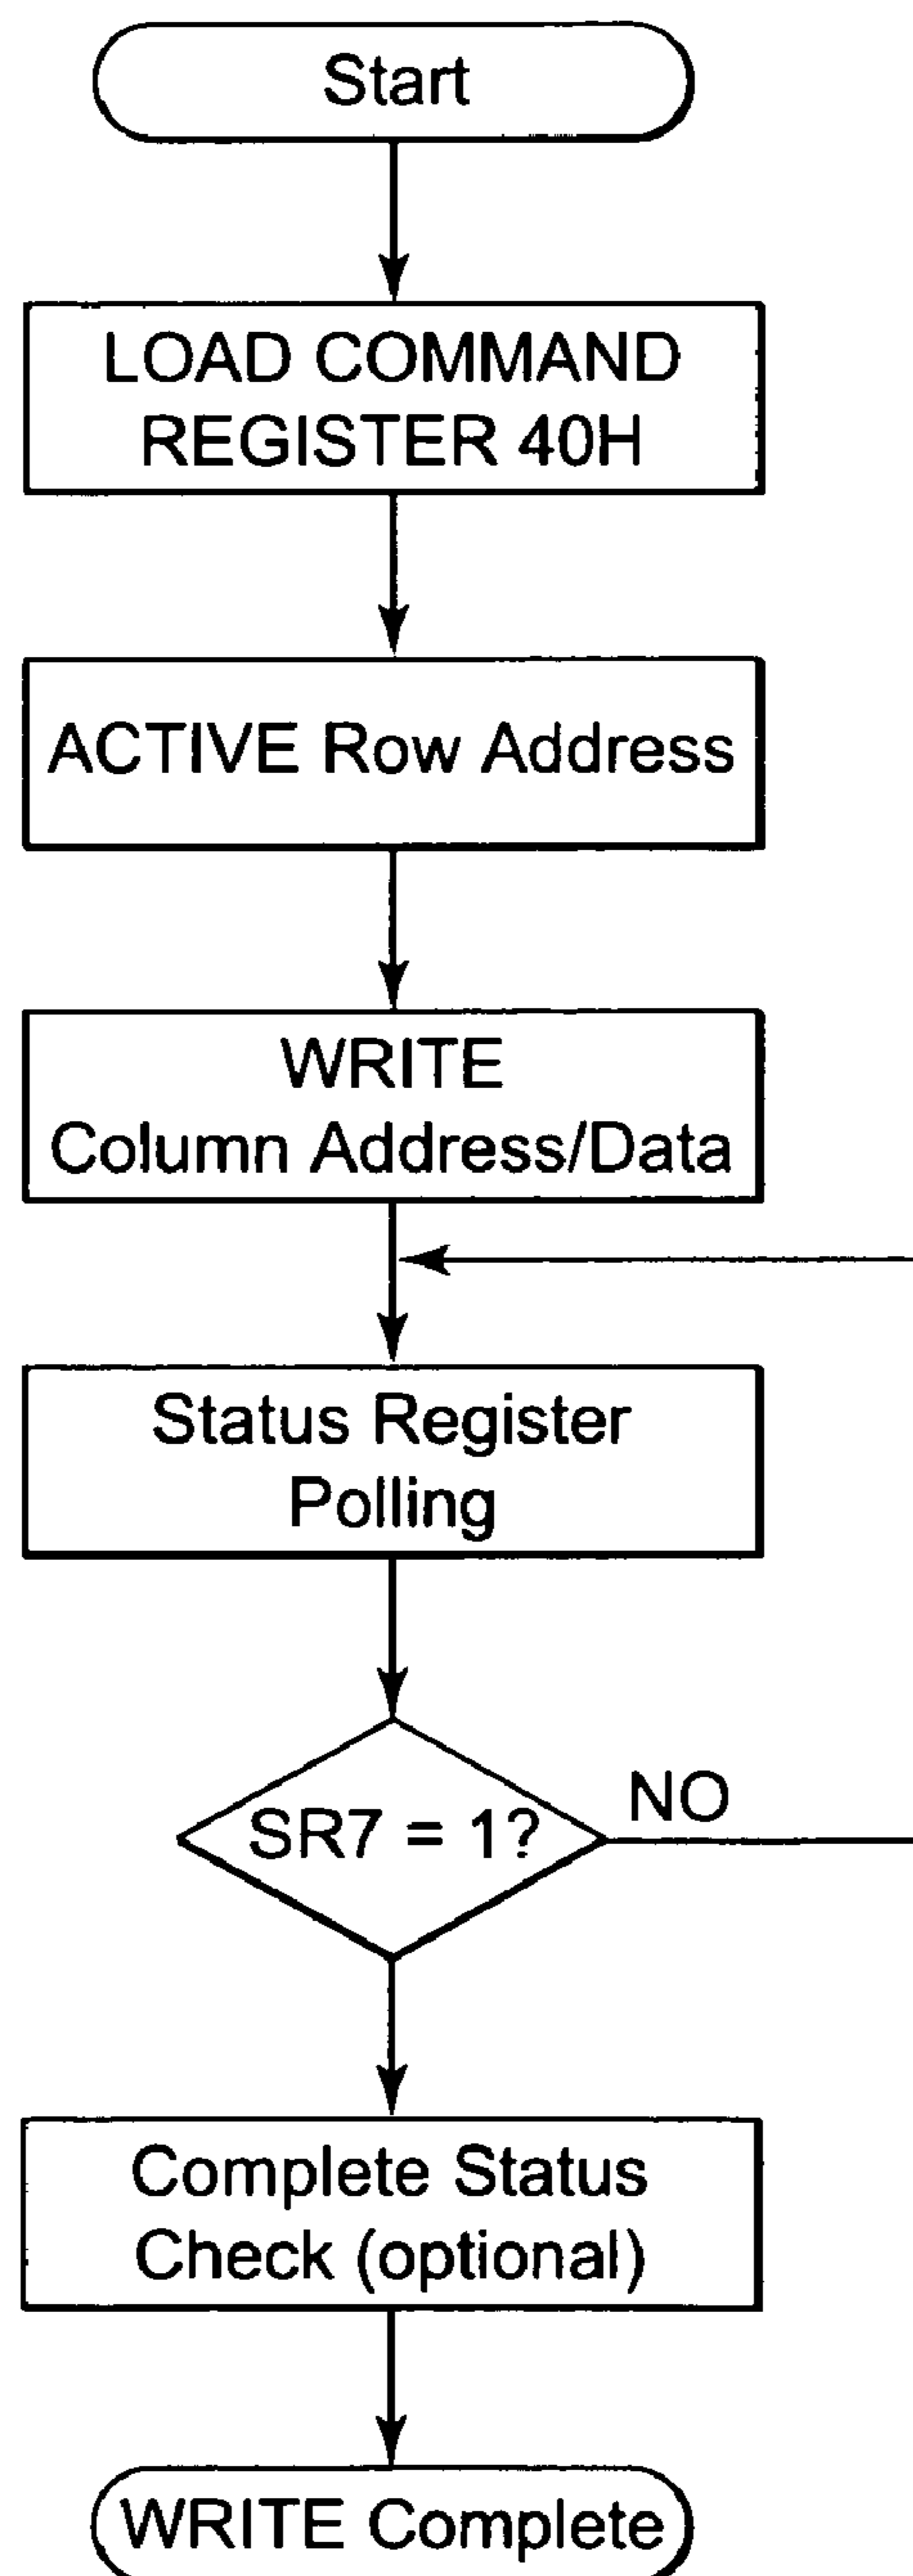 Start
LOAD COMMAND
REGISTER 40H
ACTIVE Row Address
WRITE
Column Address/Data
Status Register
Polling
SR7 = 1?
NO
Complete Status
Check (optional)
WRITE Complete